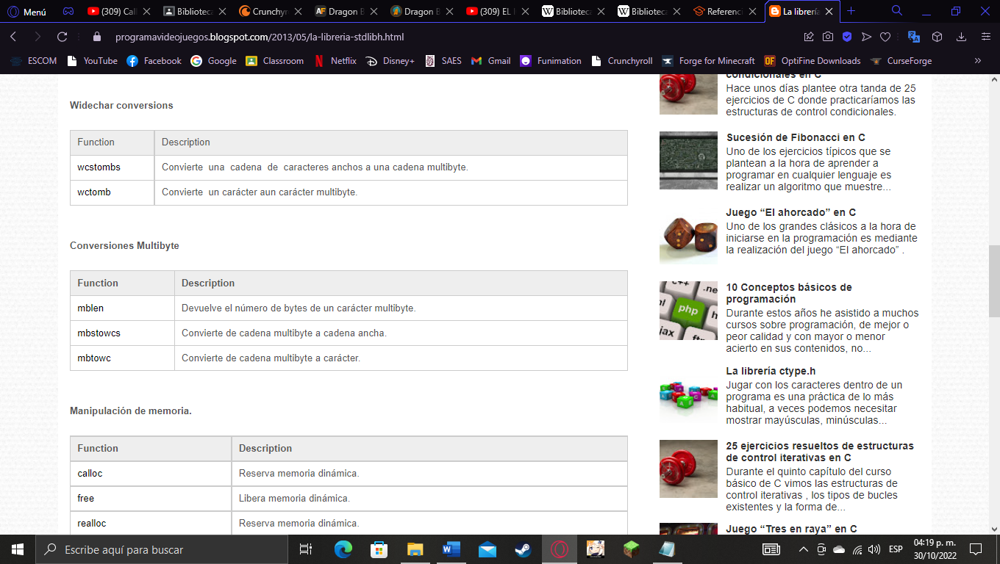 Menú
(309) Call
Biblioteca
Crunchyr
Dragon B
Dragon B
(309) EL I
Biblioteca
Biblioteca
Referenci
La librería
programavideojuegos.blogspot.com/2013/05/la-libreria-stdlibh.html
ESCOM
YouTube
Facebook
Google
Classroom
Netflix
Disney+
SAES
Gmail
Funimation
Crunchyroll
Forge for Minecraft
OptiFine Downloads
CurseForge
»
Widechar conversions
Function Description
wcstombs Convierte una cadena de caracteres anchos a una cadena multibyte.
wctomb Convierte un carácter aun carácter multibyte.
Conversiones Multibyte
Function Description
mblen Devuelve el número de bytes de un carácter multibyte.
mbstowcs Convierte de cadena multibyte a cadena ancha.
mbtowc Convierte de cadena multibyte a carácter.
Manipulación de memoria.
Function Description
calloc Reserva memoria dinámica.
free Libera memoria dinámica.
realloc Reserva memoria dinámica.
condicionales en C
Hace unos días plantee otra tanda de 25
ejercicios de C donde practicaríamos las
estructuras de control condicionales.
Sucesión de Fibonacci en C
Uno de los ejercicios típicos que se
plantean a la hora de aprender a
programar en cualquier lenguaje es
realizar un algoritmo que muestre...
Juego “El ahorcado” en C
Uno de los grandes clásicos a la hora de
iniciarse en la programación es mediante
la realización del juego “El ahorcado” .
c++
.ne
php
jax
10 Conceptos básicos de
programación
Durante estos años he asistido a muchos
cursos sobre programación, de mejor o
peor calidad y con mayor o menor
acierto en sus contenidos, no...
La librería ctype.h
Jugar con los caracteres dentro de un
programa es una práctica de lo más
habitual, a veces podemos necesitar
mostrar mayúsculas, minúsculas...
25 ejercicios resueltos de estructuras
de control iterativas en C
Durante el quinto capítulo del curso
básico de C vimos las estructuras de
control iterativas , los tipos de bucles
existentes y la forma de...
Juego “Tres en raya” en C
Escribe aquí para buscar
ESP
04:19 p. m.
30/10/2022